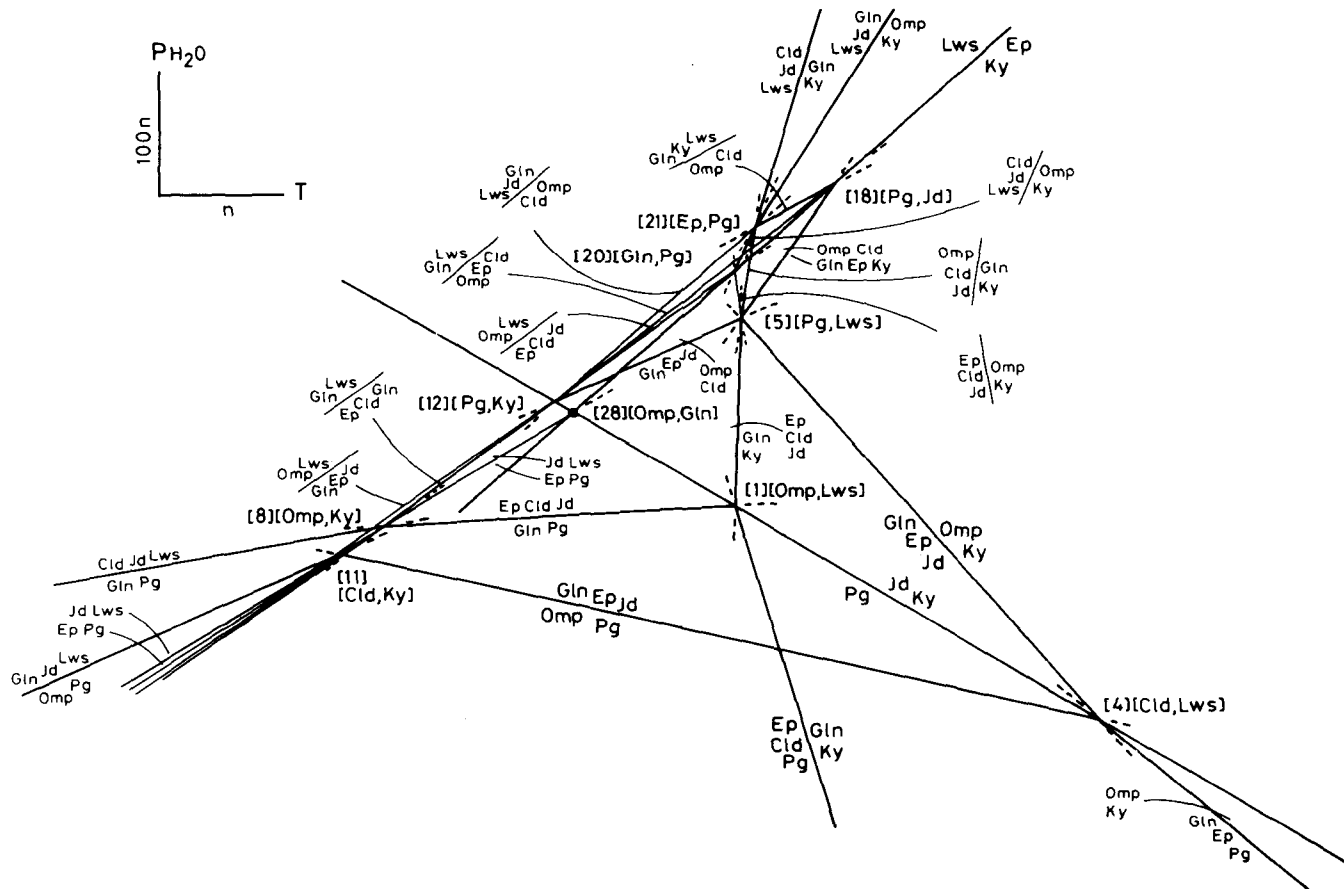 PH2O
100n
n
T
Cld
Jd Gln
Lws Ky
Gln
Jd Omp
Lws Ky
Lws Ep
Ky
Ky Lws
Gln Cld
Omp
Gln
Jd
Lws Omp
Cld
[18][Pg,Jd]
Cld
Jd Omp
Lws Ky
[21][Ep,Pg]
[20][Gln,Pg]
Lws
Gln Cld
Ep
Omp
Omp Cld
Gln Ep Ky
Omp
Cld Gln
Jd Ky
[5][Pg,Lws]
Lws
Omp Jd
Cld
Ep
Gln Ep Jd
Omp
Cld
Ep
Cld Omp
Jd Ky
Lws
Gln Gln
Cld
Ep
[12][Pg,Ky]
[28][Omp,Gln]
Gln
Ky
Ep
Cld
Jd
Lws
Omp Jd
Ep
Gln
Jd Lws
Ep Pg
[8][Omp,Ky]
Ep Cld Jd
Gln Pg
[1][Omp,Lws]
Gln Omp
Ep Ky
Jd
Cld Jd Lws
Gln Pg
[11]
[Cld,Ky]
Jd
Pg Ky
Gln Ep Jd
Omp Pg
Jd Lws
Ep Pg
Gln Jd Lws
Omp Pg
[4][Cld,Lws]
Ep Gln
Cld Ky
Pg
Omp
Ky
Gln
Ep
Pg